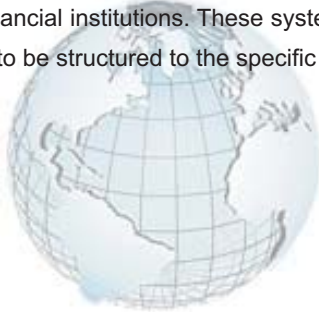 ancial institutions. These syste
to be structured to the specific